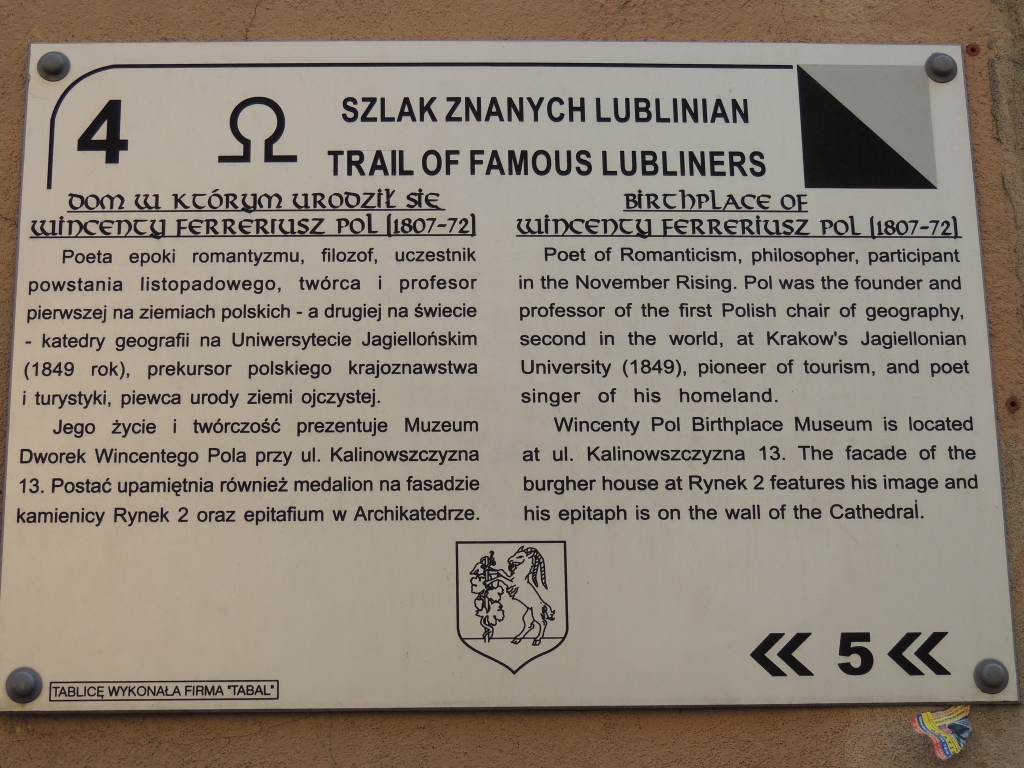 4 Ω SZLAK ZNANYCH LUBLINIAN
TRAIL OF FAMOUS LUBLINERS
DOM W KTÓRYM URODZIŁ SIĘ
WINCENTY FERRERIUSZ POL (1807-72)
Poeta epoki romantyzmu, filozof, uczestnik
powstania listopadowego, twórca i profesor
pierwszej na ziemiach polskich - a drugiej na świecie
- katedry geografii na Uniwersytecie Jagiellońskim
(1849 rok), prekursor polskiego krajoznawstwa
i turystyki, piewca urody ziemi ojczystej.
Jego życie i twórczość prezentuje Muzeum
Dworek Wincentego Pola przy ul. Kalinowszczyzna
13. Postać upamiętnia również medalion na fasadzie
kamienicy Rynek 2 oraz epitafium w Archikatedrze.
BIRTHPLACE OF
WINCENTY FERRERIUSZ POL (1807-72)
Poet of Romanticism, philosopher, participant
in the November Rising. Pol was the founder and
professor of the first Polish chair of geography,
second in the world, at Krakow's Jagiellonian
University (1849), pioneer of tourism, and poet
singer of his homeland.
Wincenty Pol Birthplace Museum is located
at ul. Kalinowszczyzna 13. The facade of the
burgher house at Rynek 2 features his image and
his epitaph is on the wall of the Cathedral.
« 5 «
TABLICĘ WYKONAŁA FIRMA "TABAL"